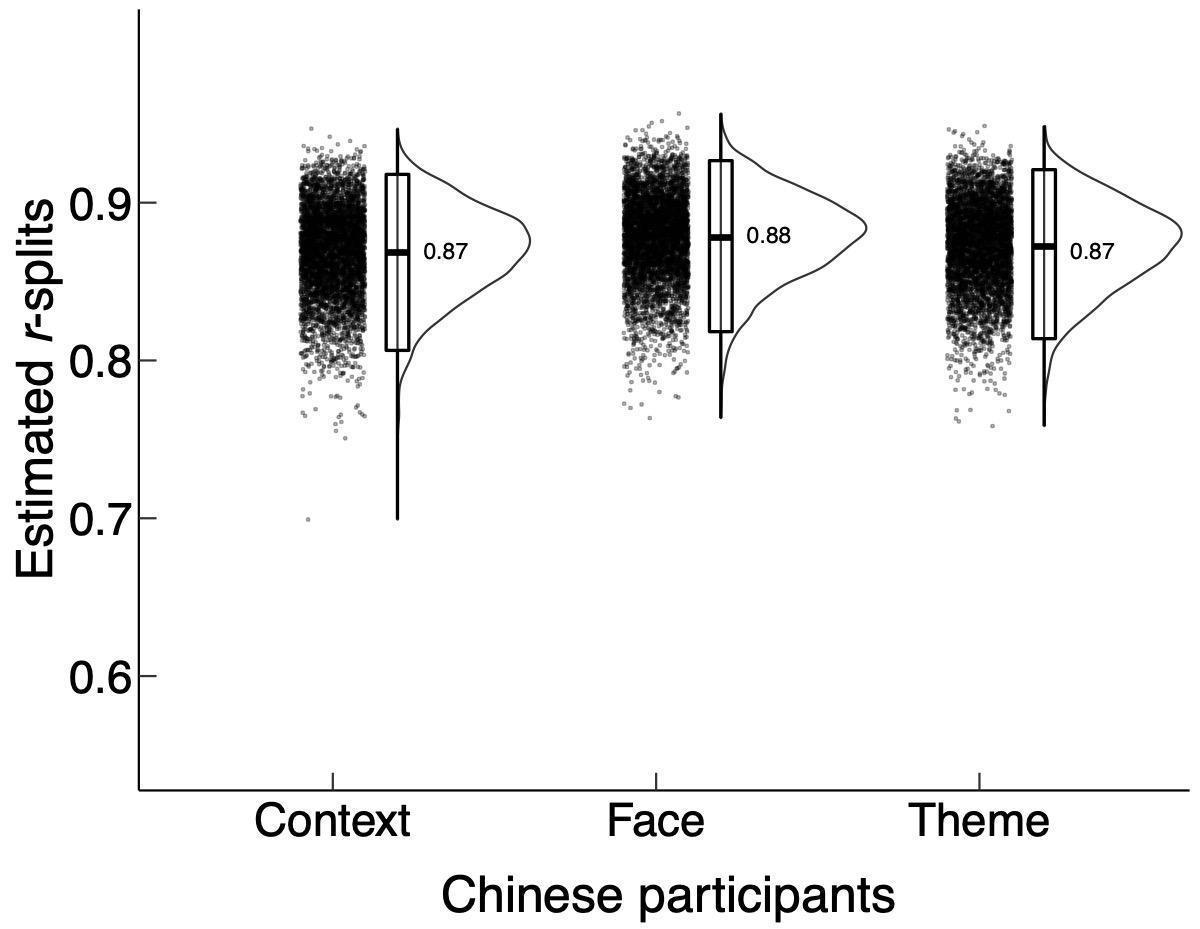 Estimated r-splits
0.9
0.8
0.7
0.6
0.87
0.88
0.87
Context Face Theme
Chinese participants